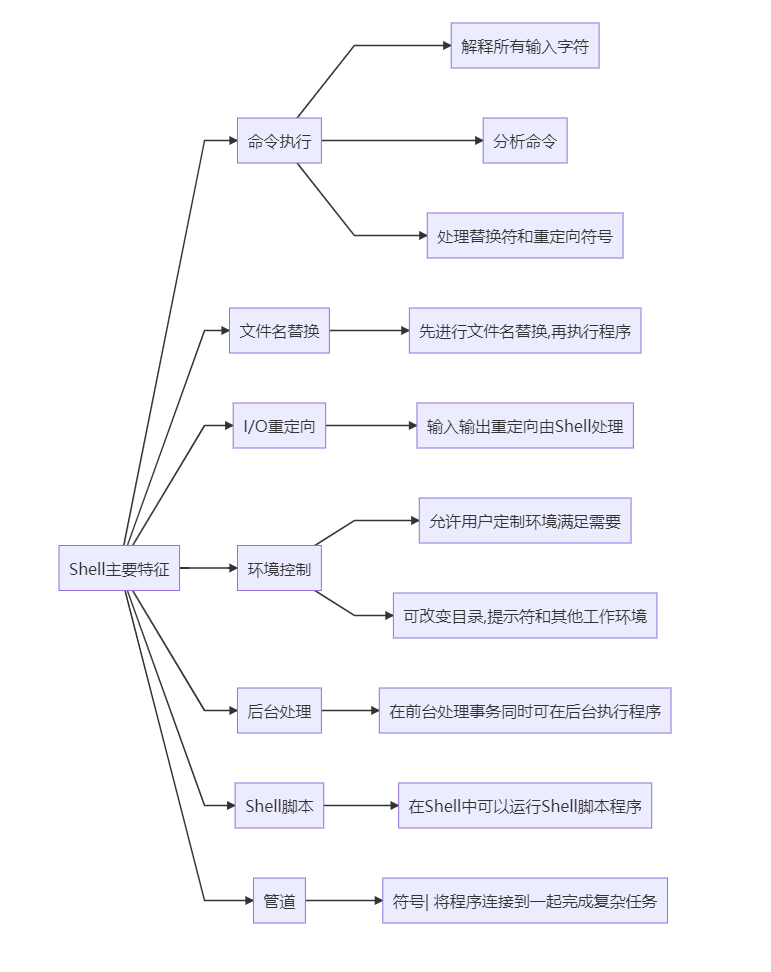 解释所有输入字符
命令执行
分析命令
处理替换符和重定向符号
文件名替换
先进行文件名替换,再执行程序
I/O重定向
输入输出重定向由Shell处理
允许用户定制环境满足需要
Shell主要特征
环境控制
可改变目录,提示符和其他工作环境
后台处理
在前台处理事务同时可在后台执行程序
Shell脚本
在Shell中可以运行Shell脚本程序
管道
符号| 将程序连接到一起完成复杂任务